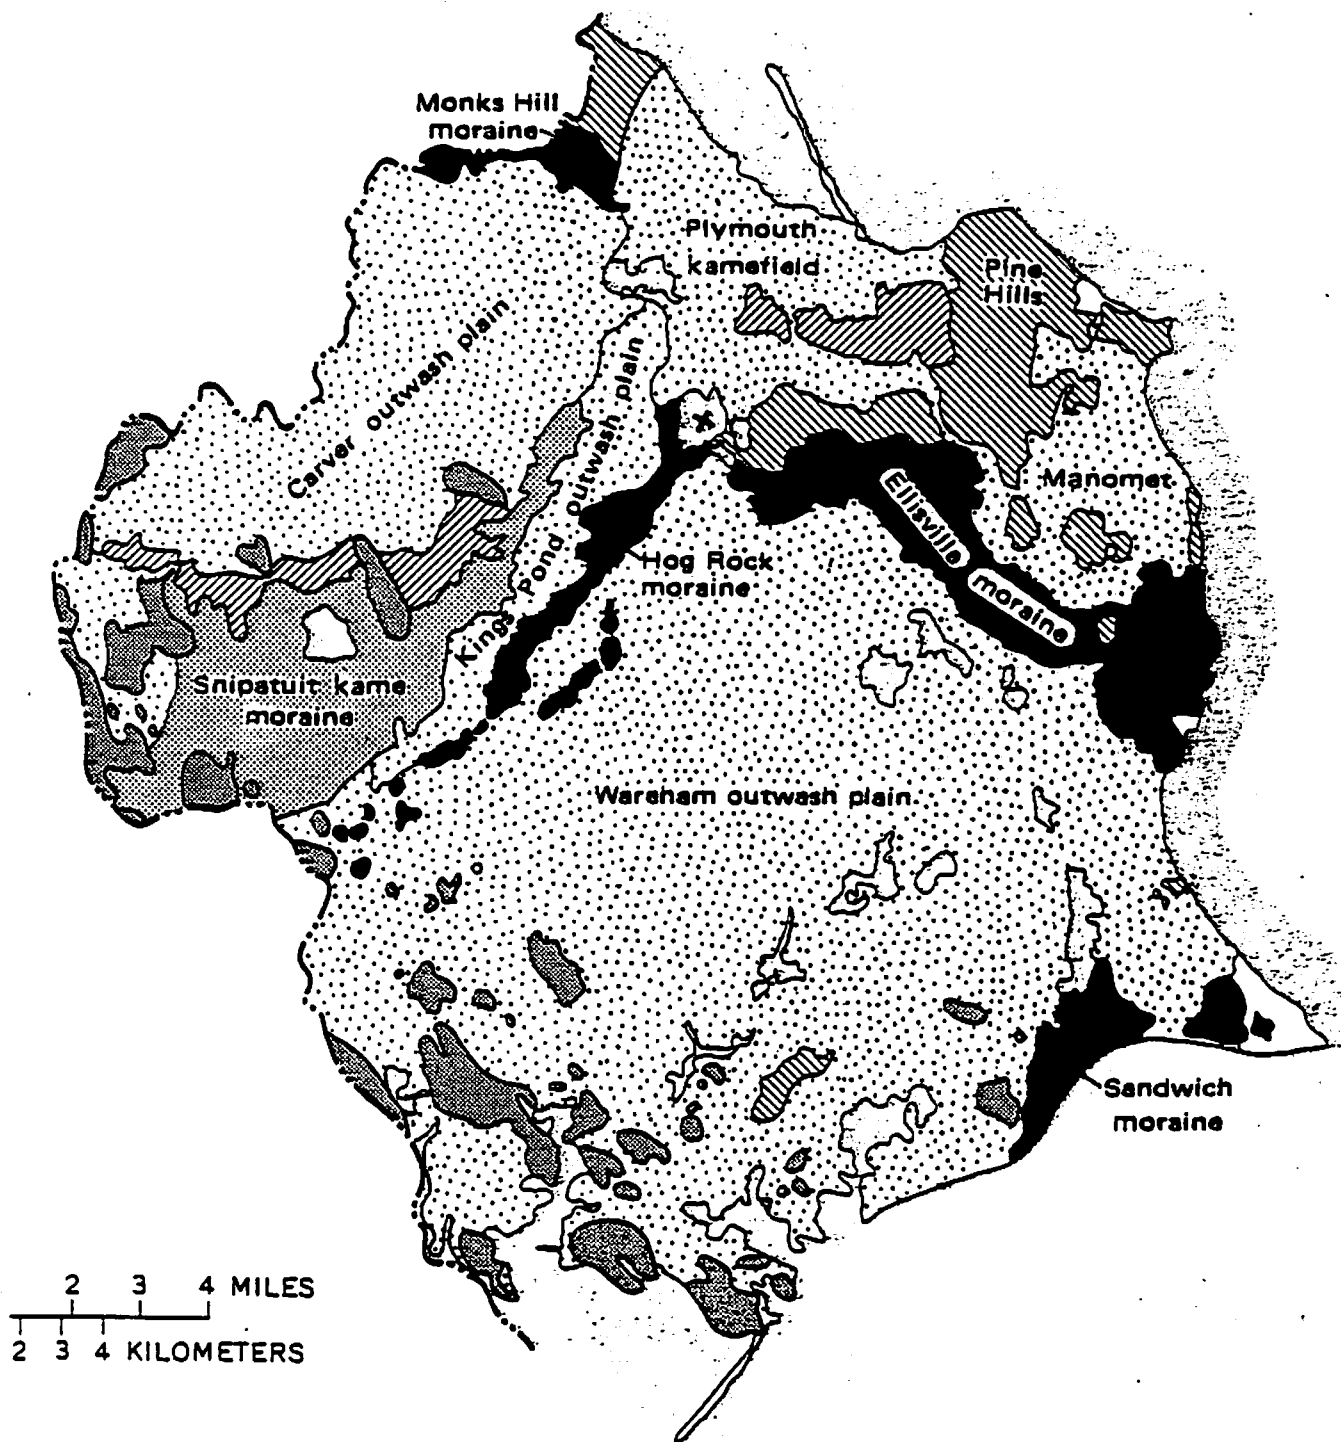 Monks Hill
moraine
Plymouth
kamefield
Pine
Hills
Carver outwash plain
Kings Pond outwash plain
Ellisville
moraine
Manomet
Hog Rock
moraine
Snipatuit kame
moraine
Wareham outwash plain
Sandwich
moraine
2 3 4 MILES
2 3 4 KILOMETERS